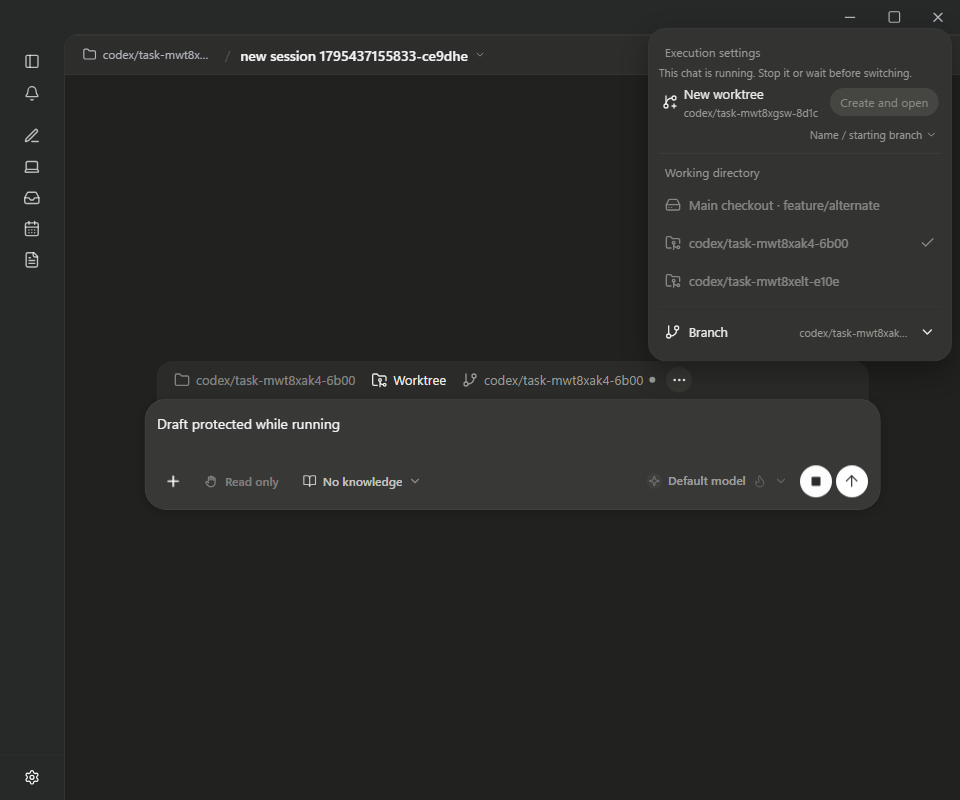 codex/task-mwt8x... / new session 1795437155833-ce9dhe
Execution settings
This chat is running. Stop it or wait before switching.
New worktree
codex/task-mwt8xgsw-8d1c
Create and open
Name / starting branch
Working directory
Main checkout · feature/alternate
codex/task-mwt8xak4-6b00
codex/task-mwt8xelt-e10e
Branch codex/task-mwt8xak...
codex/task-mwt8xak4-6b00 Worktree codex/task-mwt8xak4-6b00
Draft protected while running
Read only No knowledge Default model